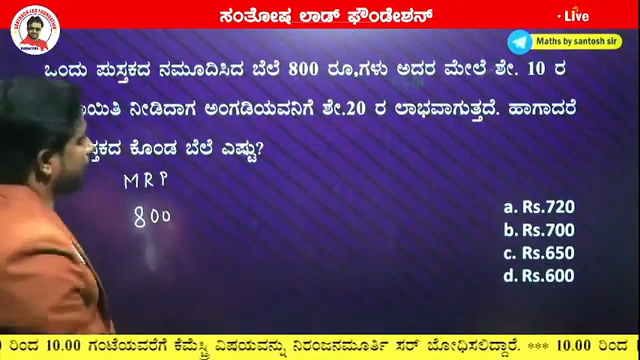 ಸಂತೋಷ ಲಾಡ್ ಫೌಂಡೇಶನ್
Live
Maths by santosh sir
ಒಂದು ಪುಸ್ತಕದ ನಮೂದಿಸಿದ ಬೆಲೆ 800 ರೂ,ಗಳು ಅದರ ಮೇಲೆ ಶೇ. 10 ರ
ನೀಡಿದಾಗ ಅಂಗಡಿಯವನಿಗೆ ಶೇ.20 ರ ಲಾಭವಾಗುತ್ತದೆ. ಹಾಗಾದರೆ
ಕೊಂಡ ಬೆಲೆ ಎಷ್ಟು?
MRP
800
a. Rs.720
b. Rs.700
c. Rs.650
d. Rs.600
ರಿಂದ 10.00 ಗಂಟೆಯವರೆಗೆ ಕೆಮೆಸ್ಟ್ರಿ ವಿಷಯವನ್ನು ನಿರಂಜನಮೂರ್ತಿ ಸರ್ ಬೋಧಿಸಲಿದ್ದಾರೆ. *** 10.00 ರಿಂದ